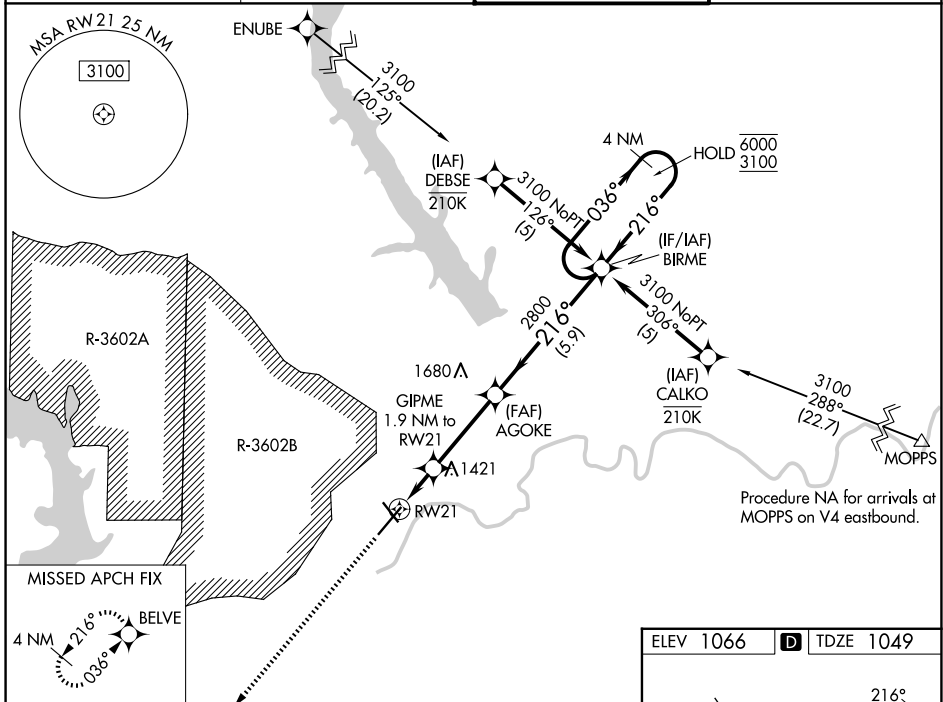 MSA RW21 25 NM
3100
ENUBE
3100
125°
(20.2)
(IAF)
DEBSE
210K
3100 NoPT
126°
(5)
4 NM
HOLD 6000
3100
036°
216°
(IF/IAF)
BIRME
3100 NoPT
306°
(5)
(IAF)
CALKO
210K
3100
288°
(22.7)
MOPPS
Procedure NA for arrivals at
MOPPS on V4 eastbound.
2800
216°
(5.9)
1680
(FAF)
AGOKE
GIPME
1.9 NM to
RW21
1421
RW21
R-3602A
R-3602B
MISSED APCH FIX
4 NM
216°
036°
BELVE
ELEV 1066 D TDZE 1049
216°